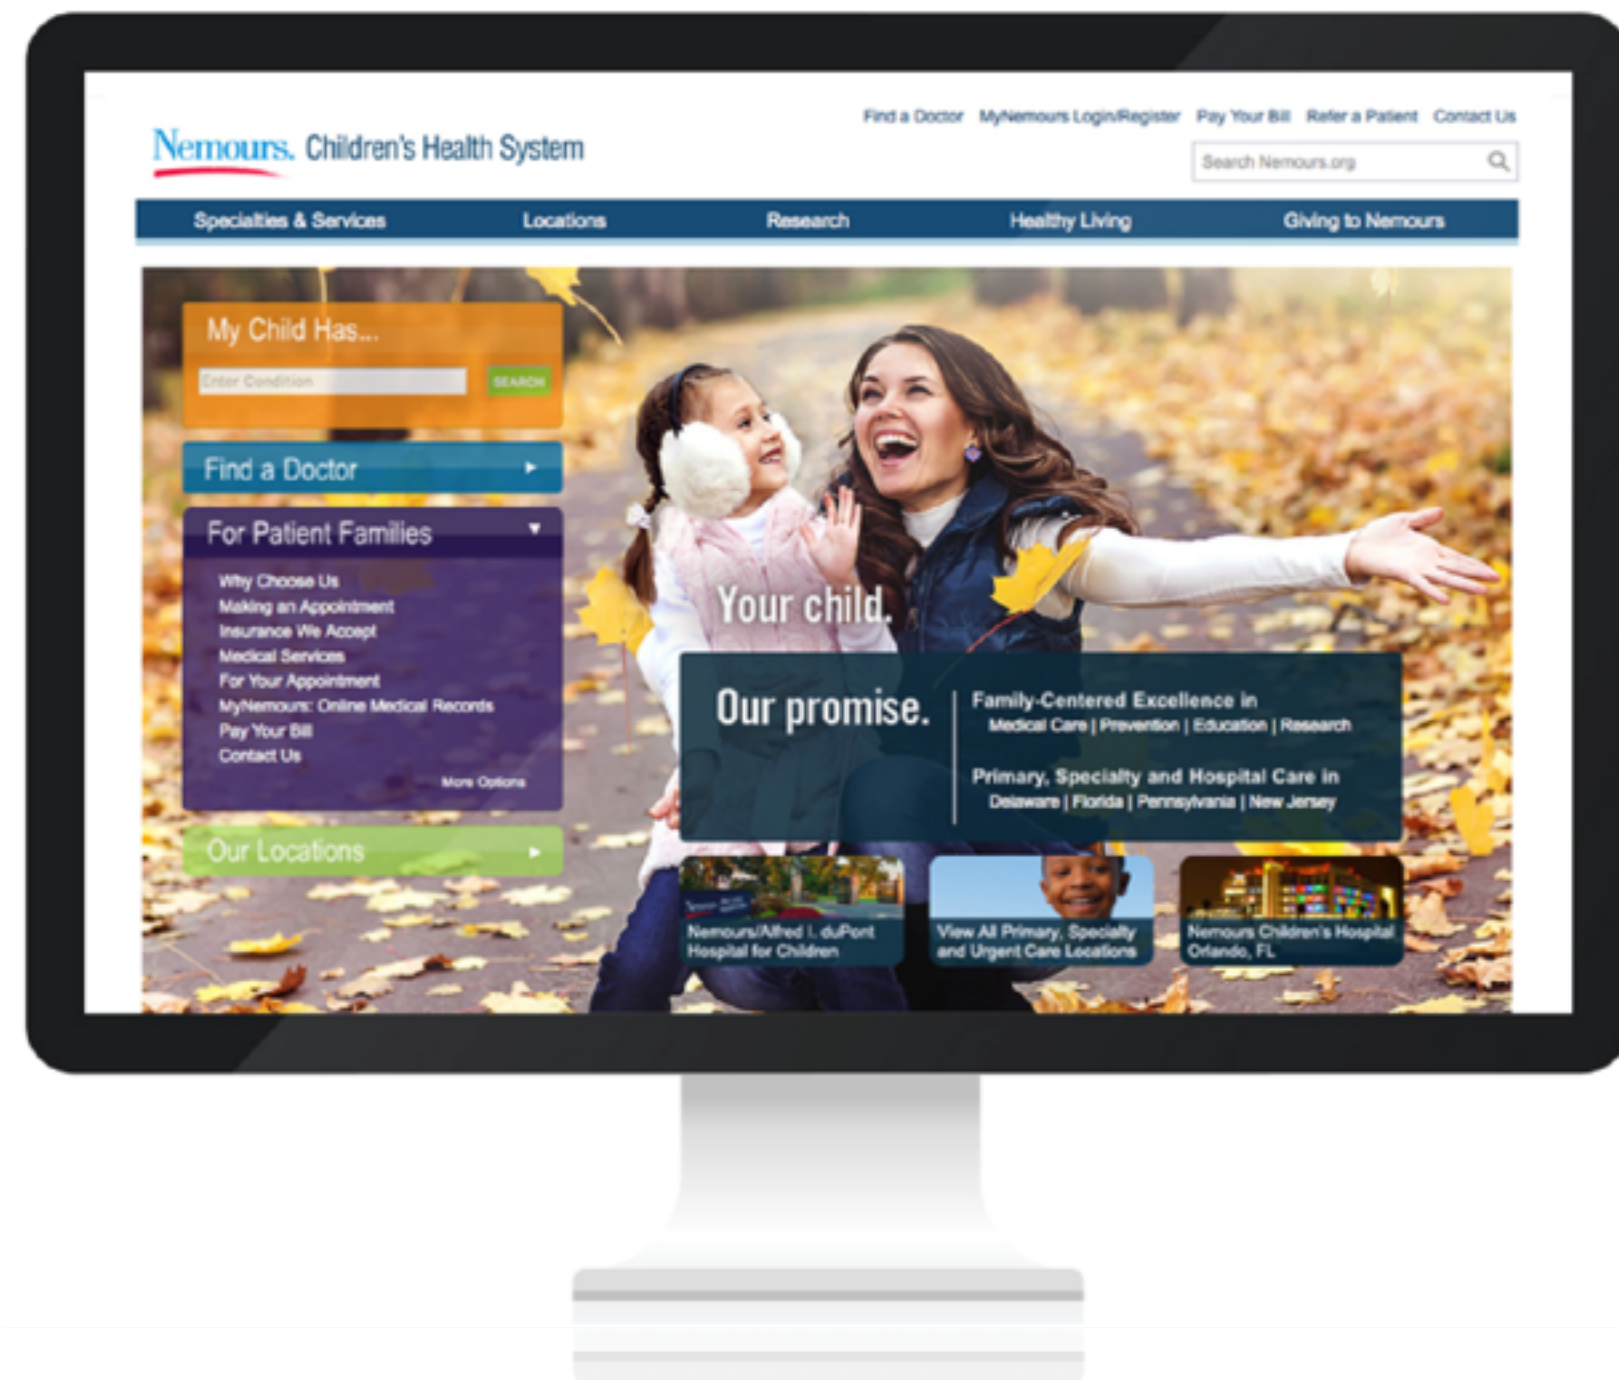 Find a Doctor MyNemours Login/Register Pay Your Bill Refer a Patient Contact Us
Nemours. Children's Health System
Search Nemours.org
Specialties & Services Locations Research Healthy Living Giving to Nemours
My Child Has...
Enter Condition SEARCH
Find a Doctor
For Patient Families
Why Choose Us
Making an Appointment
Insurance We Accept
Medical Services
For Your Appointment
MyNemours: Online Medical Records
Pay Your Bill
Contact Us
More Options
Our Locations
Your child.
Our promise.
Family-Centered Excellence in
Medical Care | Prevention | Education | Research
Primary, Specialty and Hospital Care in
Delaware | Florida | Pennsylvania | New Jersey
Nemours/Alfred I. duPont
Hospital for Children
View All Primary, Specialty
and Urgent Care Locations
Nemours Children's Hospital
Orlando, FL